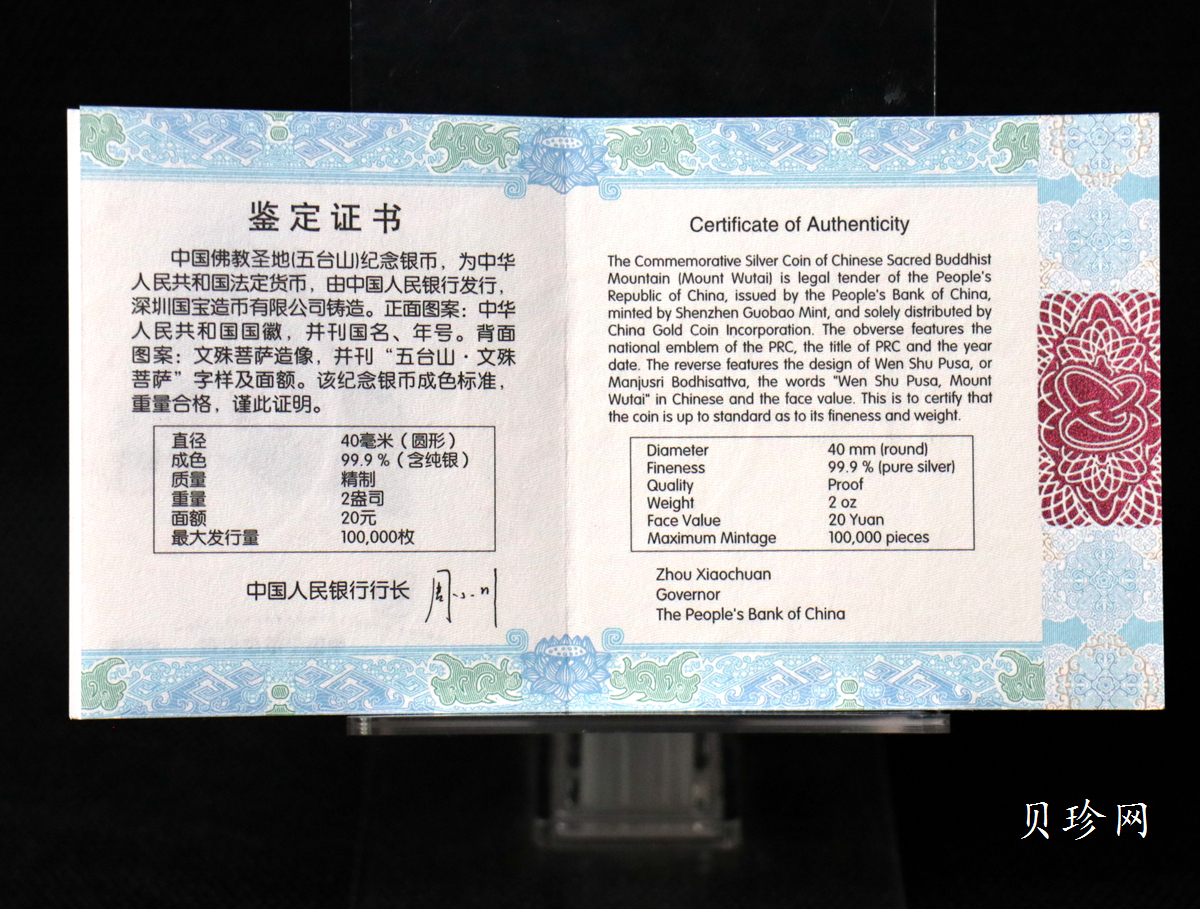 鉴定证书
中国佛教圣地(五台山)纪念银币，为中华
人民共和国法定货币，由中国人民银行发行，
深圳国宝造币有限公司铸造。正面图案：中华
人民共和国国徽，并刊国名、年号。背面
图案：文殊菩萨造像，并刊“五台山·文殊
菩萨”字样及面额。该纪念银币成色标准，
重量合格，谨此证明。
直径 40毫米（圆形）
成色 99.9％（含纯银）
质量 精制
重量 2盎司
面额 20元
最大发行量 100,000枚
中国人民银行行长 周小川
Certificate of Authenticity
The Commemorative Silver Coin of Chinese Sacred Buddhist
Mountain (Mount Wutai) is legal tender of the People's
Republic of China, issued by the People's Bank of China,
minted by Shenzhen Guobao Mint, and solely distributed by
China Gold Coin Incorporation. The obverse features the
national emblem of the PRC, the title of PRC and the year
date. The reverse features the design of Wen Shu Pusa, or
Manjusri Bodhisattva, the words "Wen Shu Pusa, Mount
Wutai" in Chinese and the face value. This is to certify that
the coin is up to standard as to its fineness and weight.
Diameter 40 mm (round)
Fineness 99.9 % (pure silver)
Quality Proof
Weight 2 oz
Face Value 20 Yuan
Maximum Mintage 100,000 pieces
Zhou Xiaochuan
Governor
The People's Bank of China
贝珍网